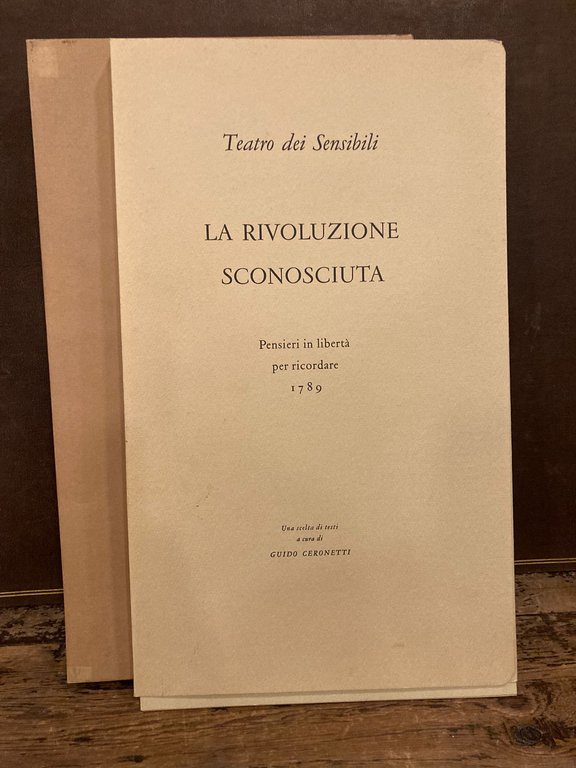 Teatro dei Sensibili
LA RIVOLUZIONE
SCONOSCIUTA
Pensieri in libertà
per ricordare
1789
Una scelta di testi
a cura di
GUIDO CERONETTI